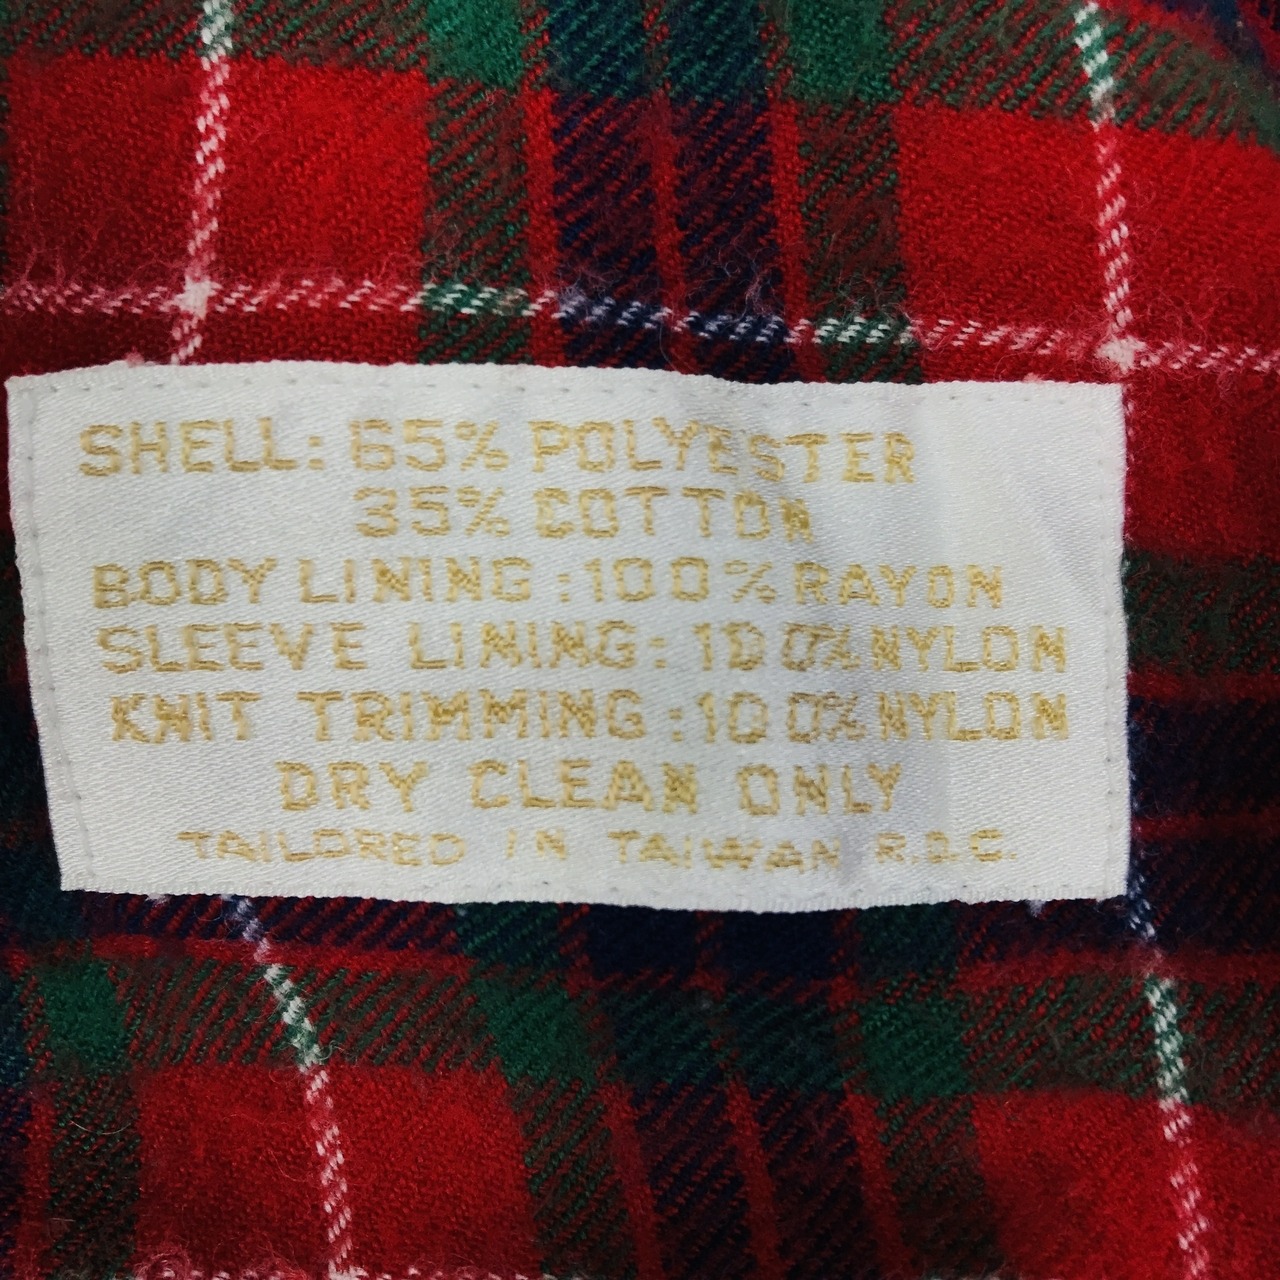 SHELL: 65% POLYESTER
35% COTTON
BODY LINING : 100% RAYON
SLEEVE LINING : 100% NYLON
KNIT TRIMMING : 100% NYLON
DRY CLEAN ONLY
TAILORED IN TAIWAN R.O.C.